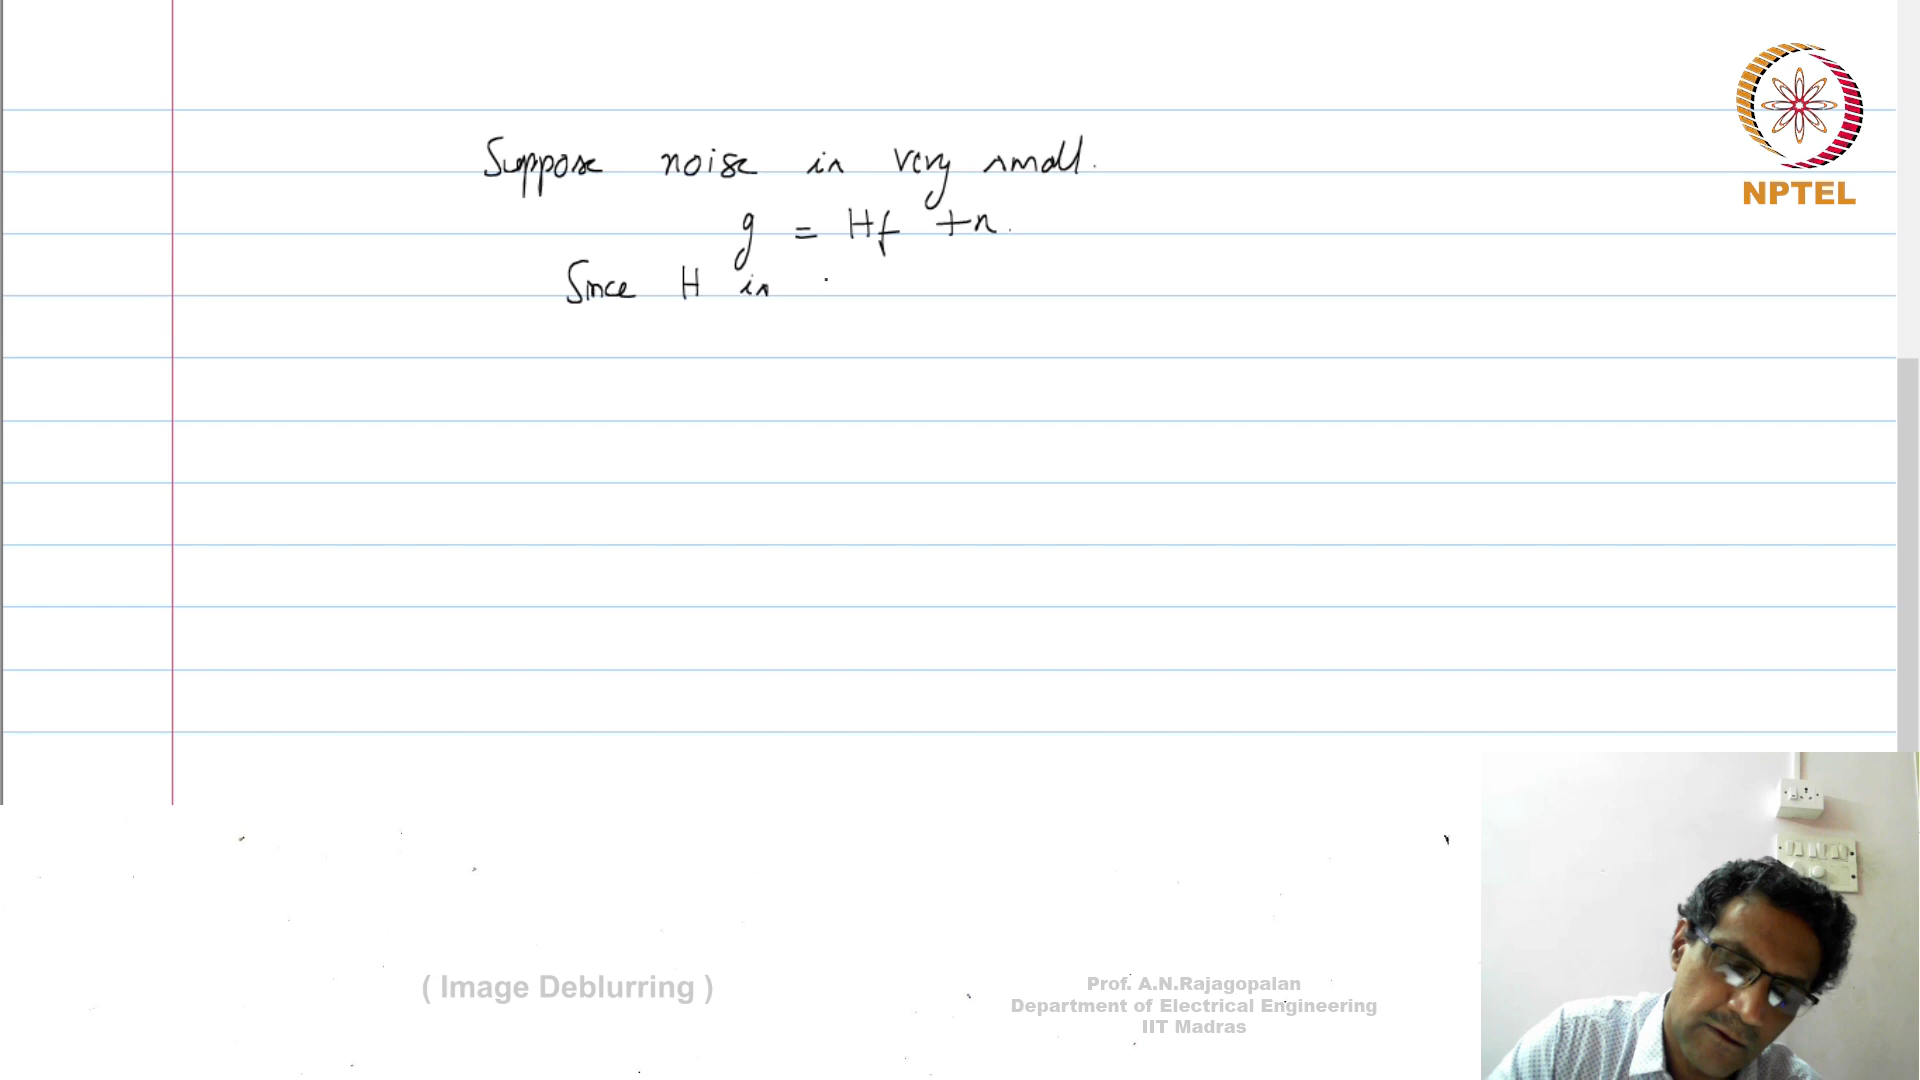 Suppose noise is very small.
g = Hf + n.
Since H is
NPTEL
( Image Deblurring )
Prof. A.N.Rajagopalan
Department of Electrical Engineering
IIT Madras